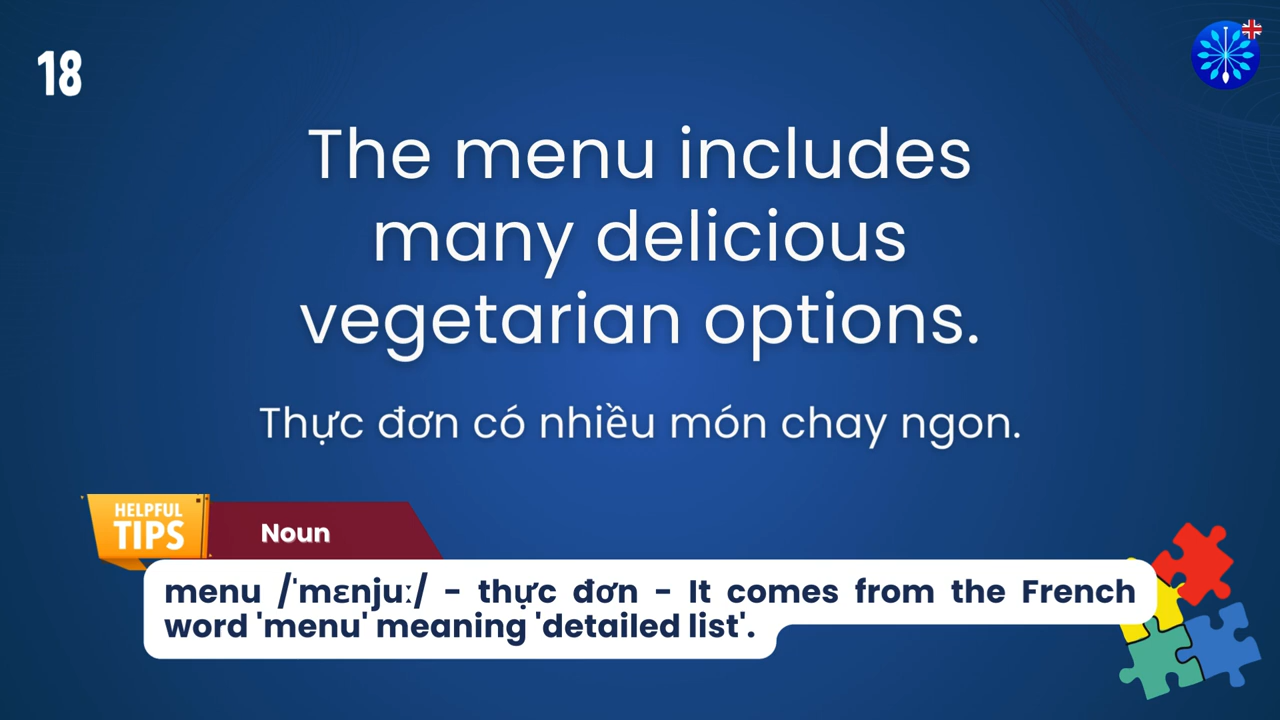 18
The menu includes
many delicious
vegetarian options.
Thực đơn có nhiều món chay ngon.
HELPFUL
TIPS
Noun
menu /ˈmɛnjuː/ - thực đơn - It comes from the French
word 'menu' meaning 'detailed list'.